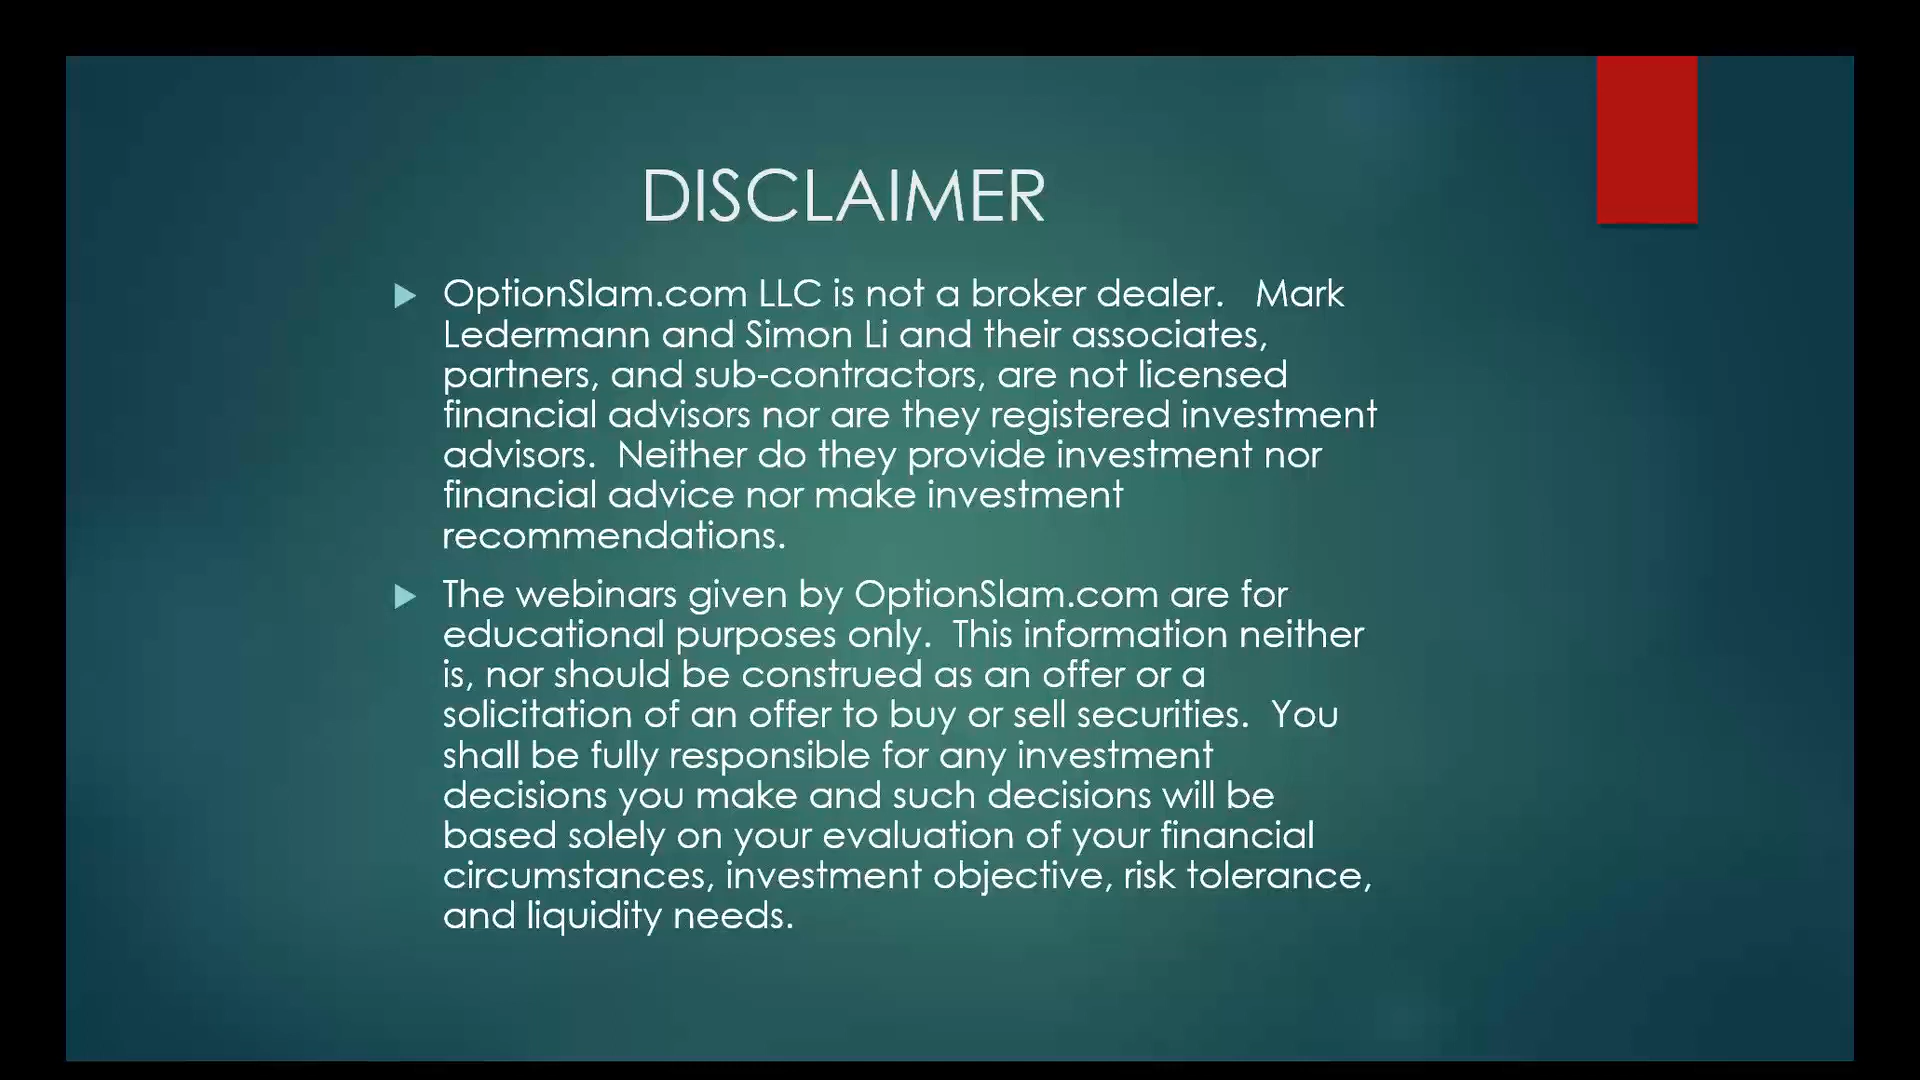 DISCLAIMER
OptionSlam.com LLC is not a broker dealer.   Mark
Ledermann and Simon Li and their associates,
partners, and sub-contractors, are not licensed
financial advisors nor are they registered investment
advisors.  Neither do they provide investment nor
financial advice nor make investment
recommendations.
The webinars given by OptionSlam.com are for
educational purposes only.  This information neither
is, nor should be construed as an offer or a
solicitation of an offer to buy or sell securities.  You
shall be fully responsible for any investment
decisions you make and such decisions will be
based solely on your evaluation of your financial
circumstances, investment objective, risk tolerance,
and liquidity needs.